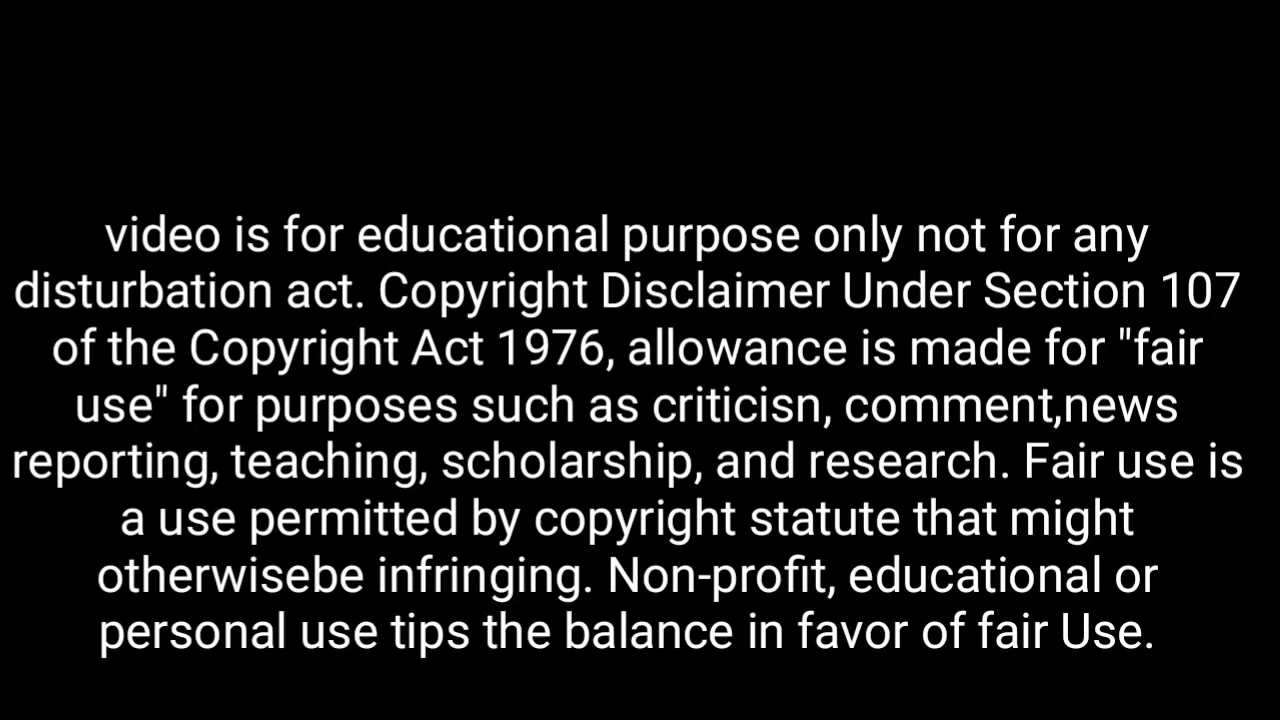 video is for educational purpose only not for any
disturbation act. Copyright Disclaimer Under Section 107
of the Copyright Act 1976, allowance is made for "fair
use" for purposes such as criticisn, comment,news
reporting, teaching, scholarship, and research. Fair use is
a use permitted by copyright statute that might
otherwisebe infringing. Non-profit, educational or
personal use tips the balance in favor of fair Use.